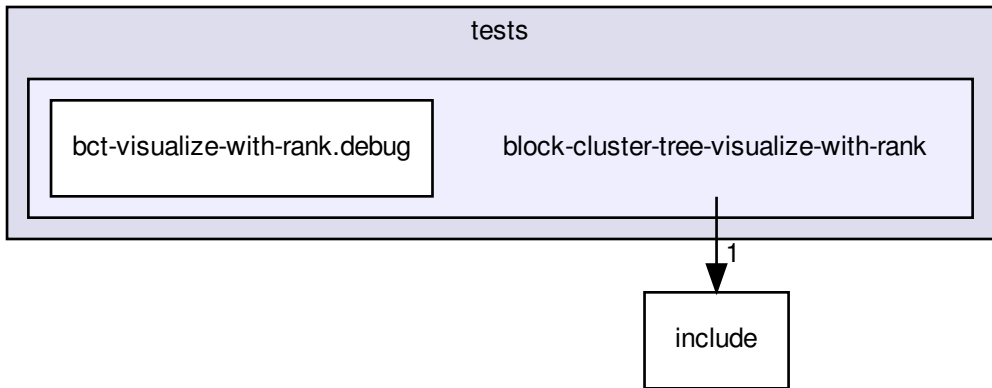 tests
bct-visualize-with-rank.debug
block-cluster-tree-visualize-with-rank
1
include